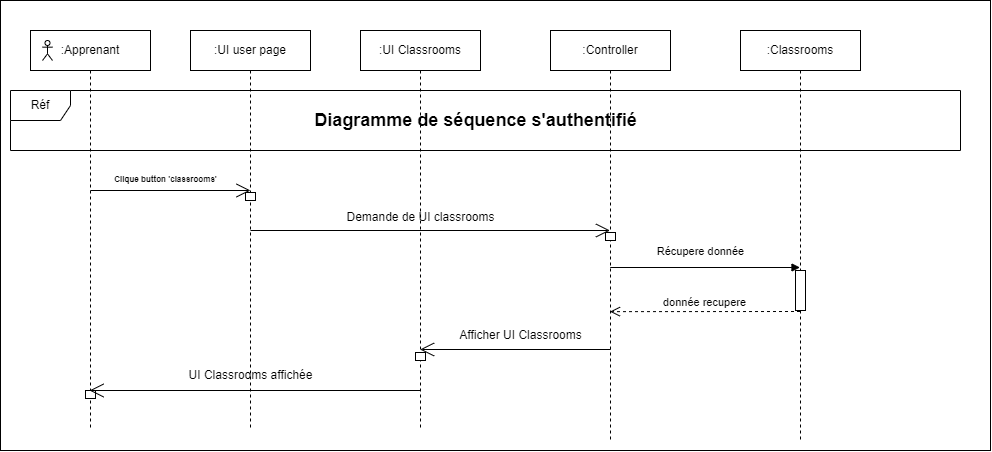 :Apprenant
:UI user page
:UI Classrooms
:Controller
:Classrooms
Réf
Diagramme de séquence s'authentifié
Clique button 'classrooms'
Demande de UI classrooms
Récupere donnée
donnée recupere
Afficher UI Classrooms
UI Classrooms affichée